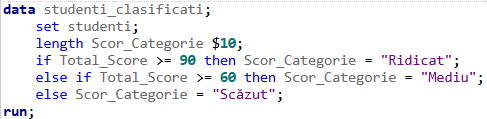 data studenti_clasificati;
    set studenti;
    length Scor_Categorie $10;
    if Total_Score >= 90 then Scor_Categorie = "Ridicat";
    else if Total_Score >= 60 then Scor_Categorie = "Mediu";
    else Scor_Categorie = "Scăzut";
run;